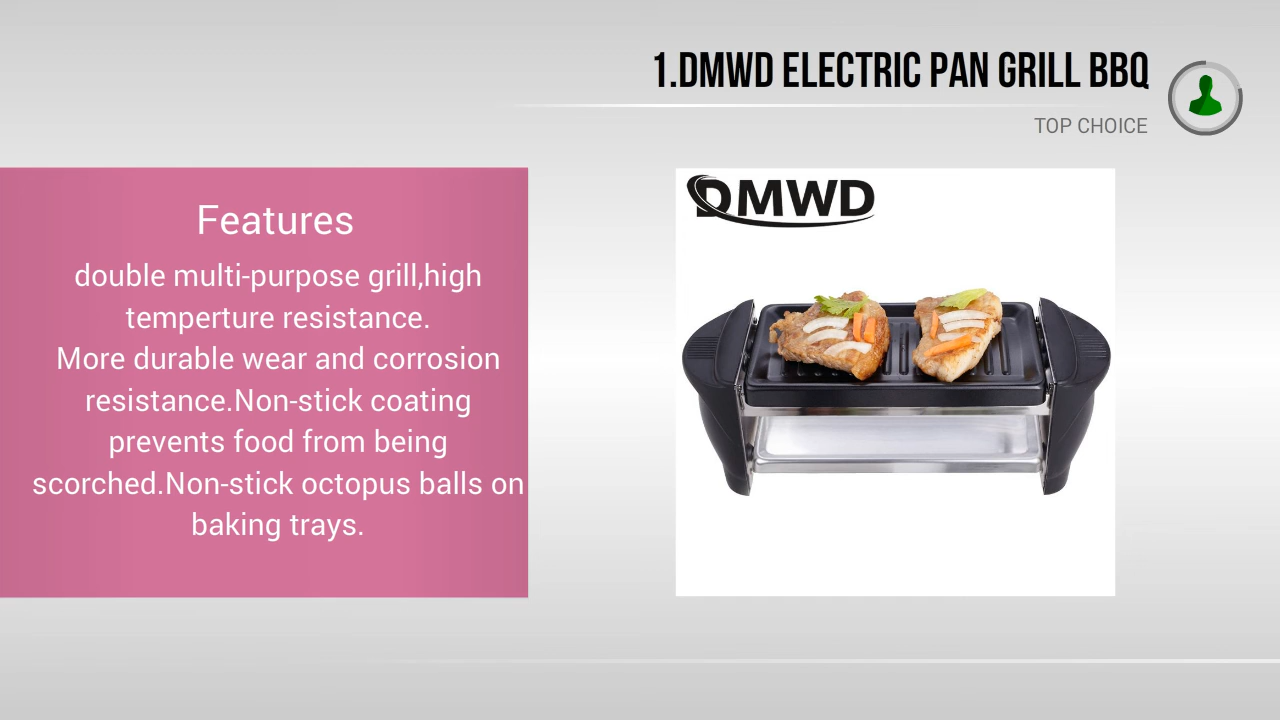 1.DMWD ELECTRIC PAN GRILL BBQ
TOP CHOICE
Features
double multi-purpose grill,high
temperture resistance.
More durable wear and corrosion
resistance.Non-stick coating
prevents food from being
scorched.Non-stick octopus balls on
baking trays.
DMWD